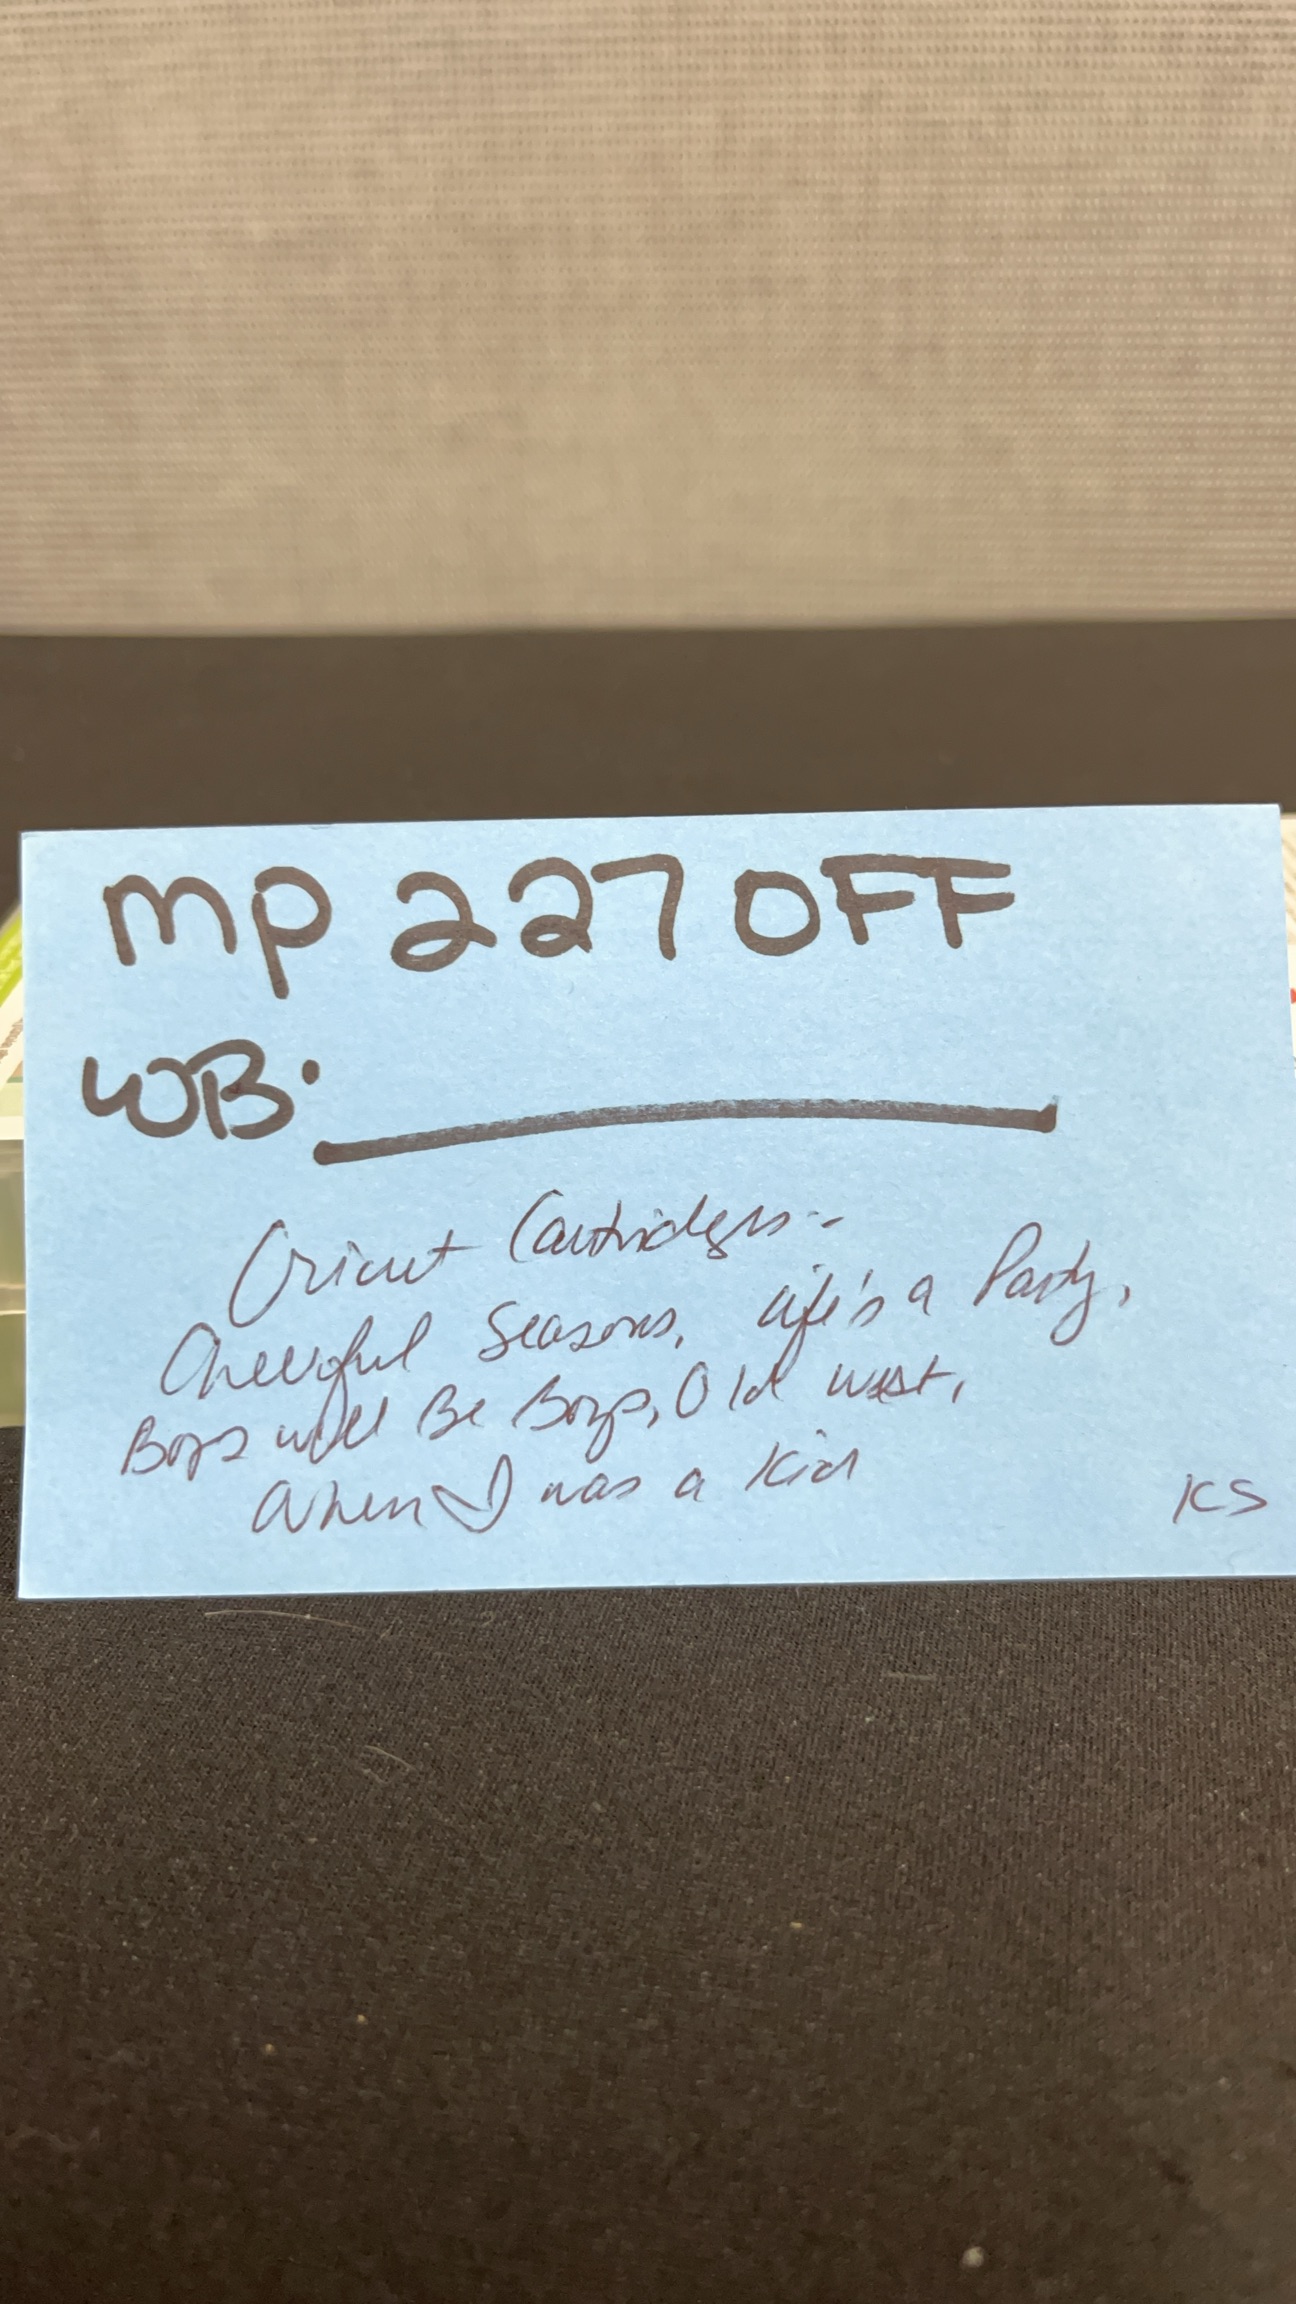 MP 227 OFF
WB:
Cricut Cartridges:-
Cheerful Seasons, Life's a Party,
Boys will Be Boys, Old West,
When I was a Kid
KS